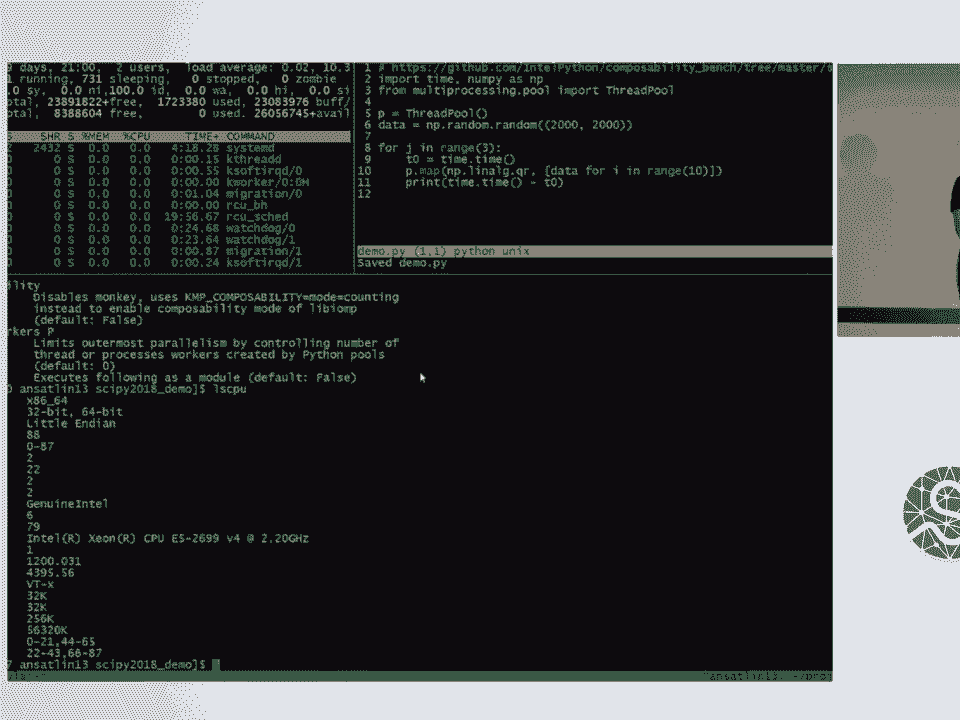 9 days, 21:00, 2 users, load average: 0.02, 10.3
1 running, 731 sleeping, 0 stopped, 0 zombie
.0 sy, 0.0 ni,100.0 id, 0.0 wa, 0.0 hi, 0.0 si
otal, 23891822+free, 1723380 used, 23083976 buff/
otal, 8388604 free, 0 used. 26056745+avail
SHR S %MEM %CPU TIME+ COMMAND
2432 S 0.0 0.0 4:18.28 systemd
0 S 0.0 0.0 0:00.15 kthreadd
0 S 0.0 0.0 0:00.55 ksoftirqd/0
0 S 0.0 0.0 0:00.00 kworker/0:0H
0 S 0.0 0.0 0:01.04 migration/0
0 S 0.0 0.0 0:00.00 rcu_bh
0 S 0.0 0.0 19:56.67 rcu_sched
0 S 0.0 0.0 0:24.68 watchdog/0
0 S 0.0 0.0 0:23.64 watchdog/1
0 S 0.0 0.0 0:00.87 migration/1
0 S 0.0 0.0 0:00.24 ksoftirqd/1
1 # https://github.com/IntelPython/composability_bench/tree/master/
2 import time, numpy as np
3 from multiprocessing.pool import ThreadPool
4
5 p = ThreadPool()
6 data = np.random.random((2000, 2000))
7
8 for j in range(3):
9 t0 = time.time()
10 p.map(np.linalg.qr, [data for i in range(10)])
11 print(time.time() - t0)
12
demo.py (1,1) python unix
Saved demo.py
ility
Disables monkey, uses KMP_COMPOSABILITY=mode=counting
instead to enable composability mode of libiomp
(default: False)
rkers P
Limits outermost parallelism by controlling number of
thread or processes workers created by Python pools
(default: 0)
Executes following as a module (default: False)
ansatlin13 scipy2018_demo]$ lscpu
x86_64
32-bit, 64-bit
Little Endian
88
0-87
2
22
2
2
GenuineIntel
6
79
Intel(R) Xeon(R) CPU E5-2699 v4 @ 2.20GHz
1
1200.031
4395.56
VT-x
32K
32K
256K
56320K
0-21,44-65
22-43,66-87
ansatlin13 scipy2018_demo]$